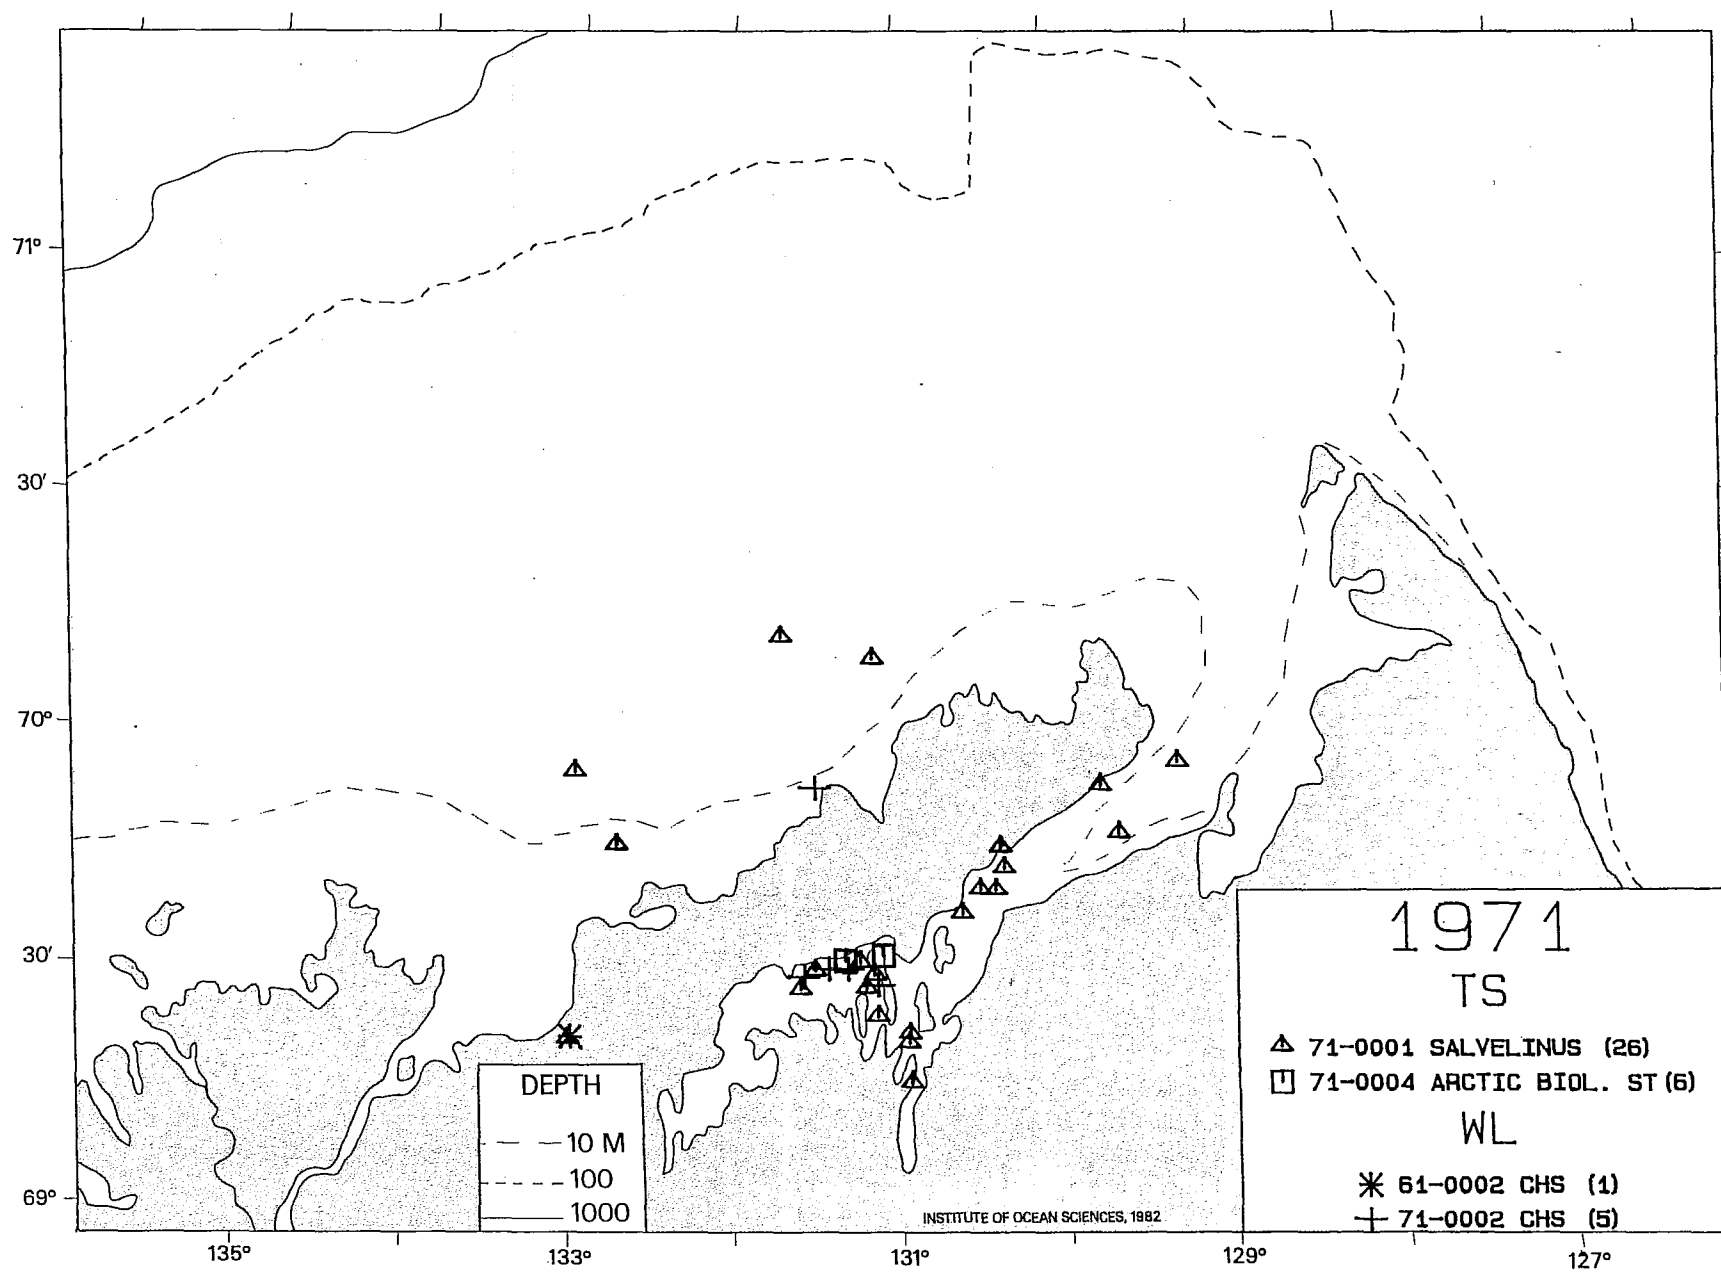 71°
30'
70°
30'
69°
135°
133°
131°
129°
127°
DEPTH
10 M
100
1000
INSTITUTE OF OCEAN SCIENCES, 1982
1971
TS
71-0001 SALVELINUS (26)
71-0004 ARCTIC BIOL. ST (6)
WL
61-0002 CHS (1)
71-0002 CHS (5)